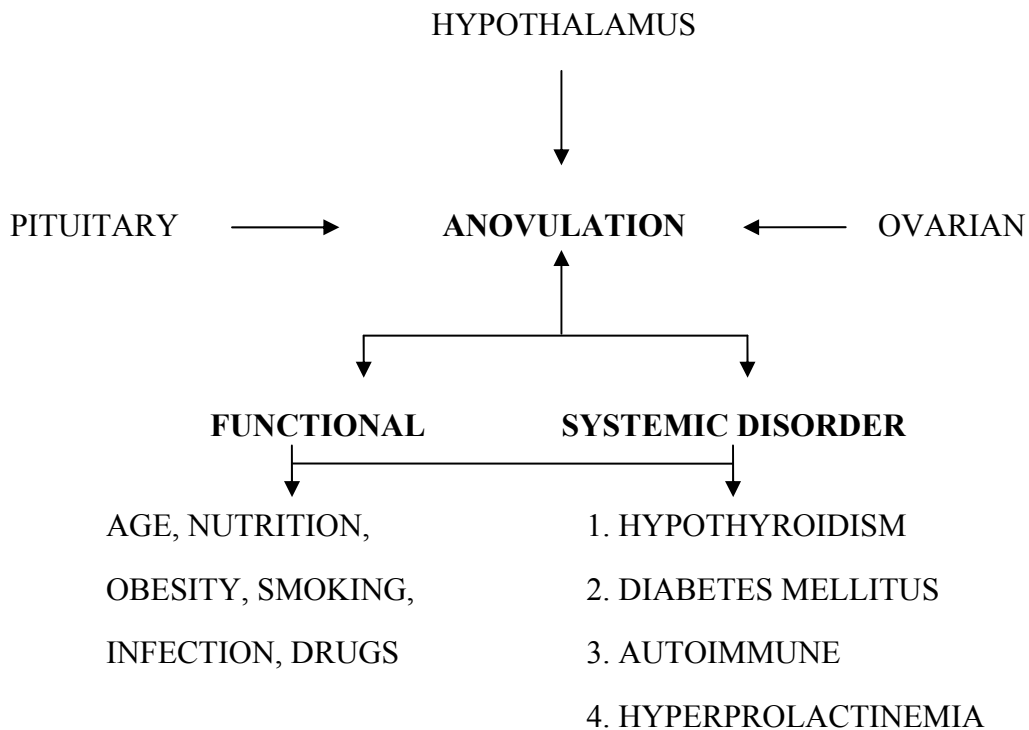 HYPOTHALAMUS
PITUITARY
ANOVULATION
OVARIAN
FUNCTIONAL
SYSTEMIC DISORDER
AGE, NUTRITION,
OBESITY, SMOKING,
INFECTION, DRUGS
1. HYPOTHYROIDISM
2. DIABETES MELLITUS
3. AUTOIMMUNE
4. HYPERPROLACTINEMIA